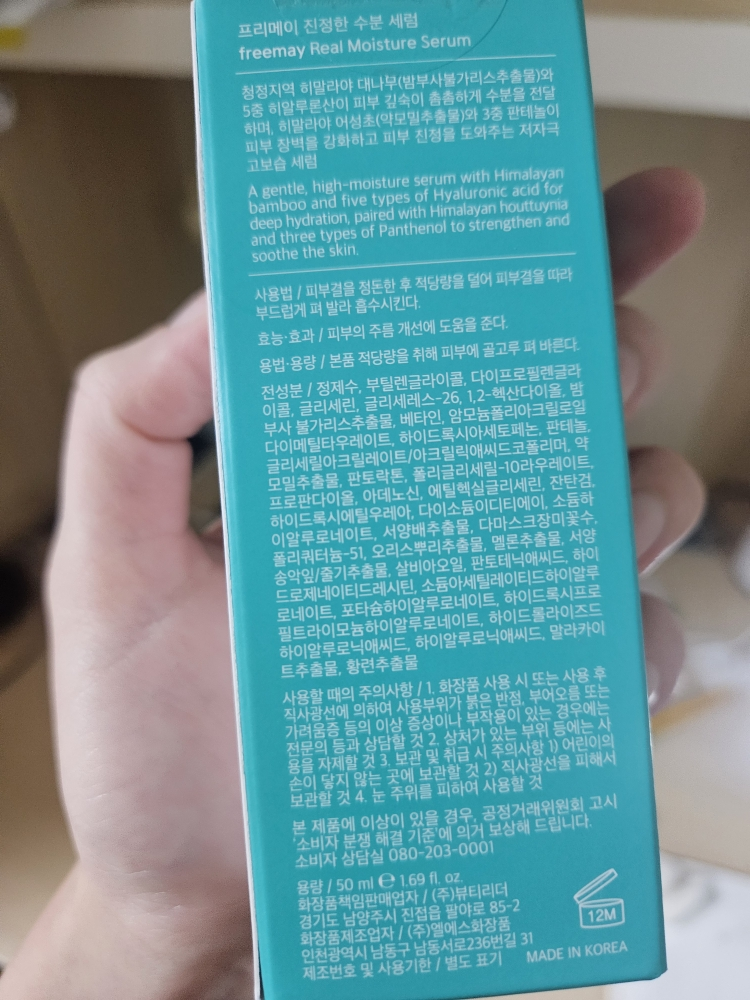 프리메이 진정한 수분 세럼
freemay Real Moisture Serum
청정지역 히말라야 대나무(밤부사불가리스추출물)와
5중 히알루론산이 피부 깊숙이 촘촘하게 수분을 전달
하며, 히말라야 어성초(약모밀추출물)와 3중 판테놀이
피부 장벽을 강화하고 피부 진정을 도와주는 저자극
고보습 세럼
A gentle, high-moisture serum with Himalayan
bamboo and five types of Hyaluronic acid for
deep hydration, paired with Himalayan houttuynia
and three types of Panthenol to strengthen and
soothe the skin.
사용법 / 피부결을 정돈한 후 적당량을 덜어 피부결을 따라
부드럽게 펴 발라 흡수시킨다.
효능·효과 / 피부의 주름 개선에 도움을 준다.
용법·용량 / 본품 적당량을 취해 피부에 골고루 펴 바른다.
전성분 / 정제수, 부틸렌글라이콜, 다이프로필렌글라
이콜, 글리세린, 글리세레스-26, 1,2-헥산다이올, 밤
부사 불가리스추출물, 베타인, 암모늄폴리아크릴로일
다이메틸타우레이트, 하이드록시아세토페논, 판테놀,
글리세릴아크릴레이트/아크릴릭애씨드코폴리머, 약
모밀추출물, 판토락톤, 폴리글리세릴-10라우레이트,
프로판다이올, 아데노신, 에틸헥실글리세린, 잔탄검,
하이드록시에틸우레아, 다이소듐이디티에이, 소듐하
이알루로네이트, 서양배추출물, 다마스크장미꽃수,
폴리쿼터늄-51, 오리스뿌리추출물, 멜론추출물, 서양
송악잎/줄기추출물, 살비아오일, 판토테닉애씨드, 하이
드로제네이티드레시틴, 소듐아세틸레이티드하이알루
로네이트, 포타슘하이알루로네이트, 하이드록시프로
필트라이모늄하이알루로네이트, 하이드롤라이즈드
하이알루로닉애씨드, 하이알루로닉애씨드, 말라카이
트추출물, 황련추출물
사용할 때의 주의사항 / 1. 화장품 사용 시 또는 사용 후
직사광선에 의하여 사용부위가 붉은 반점, 부어오름 또는
가려움증 등의 이상 증상이나 부작용이 있는 경우에는
전문의 등과 상담할 것 2. 상처가 있는 부위 등에는 사
용을 자제할 것 3. 보관 및 취급 시 주의사항 1) 어린이의
손이 닿지 않는 곳에 보관할 것 2) 직사광선을 피해서
보관할 것 4. 눈 주위를 피하여 사용할 것
본 제품에 이상이 있을 경우, 공정거래위원회 고시
'소비자 분쟁 해결 기준'에 의거 보상해 드립니다.
소비자 상담실 080-203-0001
용량 / 50 ml ℮ 1.69 fl. oz.
화장품책임판매업자 / (주)뷰티리더
경기도 남양주시 진접읍 팔야로 85-2
화장품제조업자 / (주)엘에스화장품
인천광역시 남동구 남동서로236번길 31
제조번호 및 사용기한 / 별도 표기
12M
MADE IN KOREA